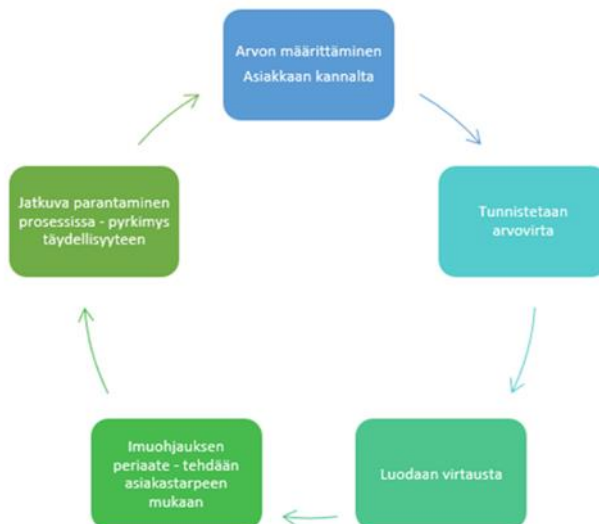 Arvon määrittäminen
Asiakkaan kannalta
Tunnistetaan
arvovirta
Luodaan virtausta
Imuohjauksen
periaate - tehdään
asiakastarpeen
mukaan
Jatkuva parantaminen
prosessissa - pyrkimys
täydellisyyteen